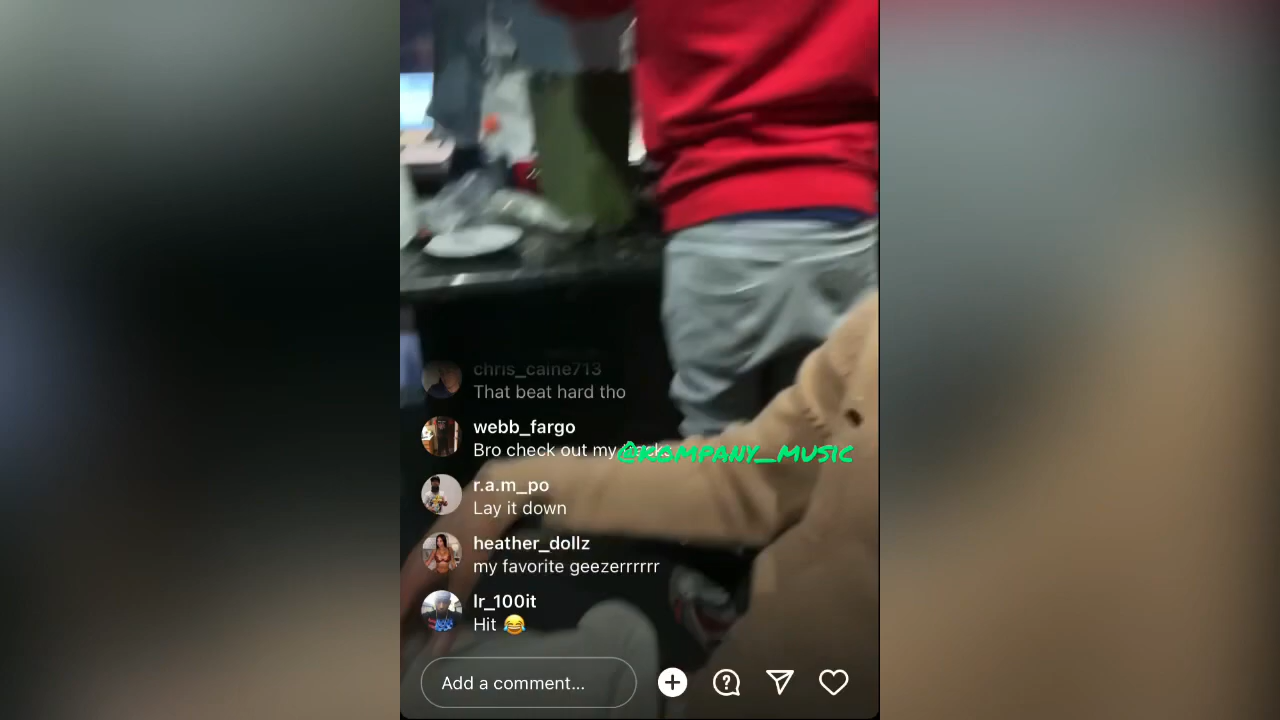 chris_caine713
That beat hard tho
webb_fargo
Bro check out my
@kompany_music
r.a.m_po
Lay it down
heather_dollz
my favorite geezerrrrrr
lr_100it
Hit 😂
Add a comment...